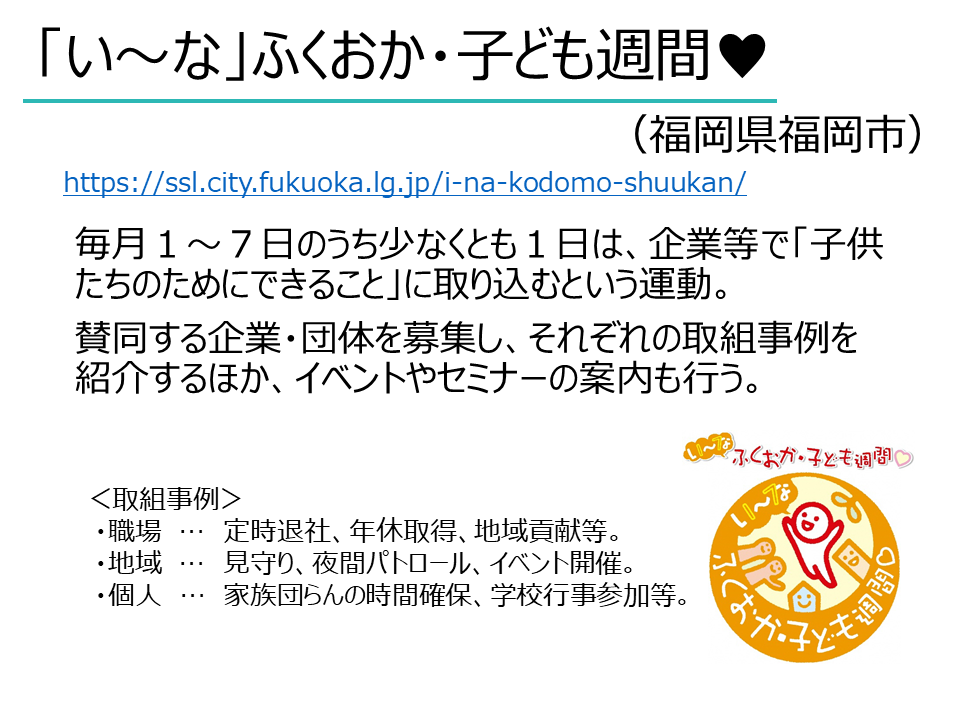 「い～な」ふくおか・子ども週間♥
（福岡県福岡市）
https://ssl.city.fukuoka.lg.jp/i-na-kodomo-shuukan/
毎月１～７日のうち少なくとも１日は、企業等で「子供
たちのためにできること」に取り込むという運動。
賛同する企業・団体を募集し、それぞれの取組事例を
紹介するほか、イベントやセミナーの案内も行う。
い～な ふくおか・子ども週間♡
＜取組事例＞
・職場　…　定時退社、年休取得、地域貢献等。
・地域　…　見守り、夜間パトロール、イベント開催。
・個人　…　家族団らんの時間確保、学校行事参加等。
い～な
ふくおか・子ども週間♡